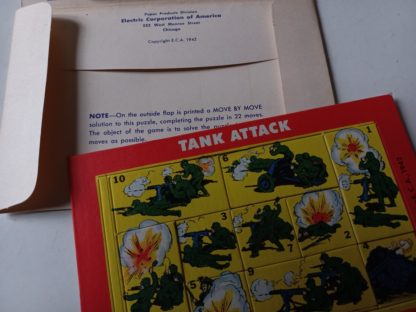 Paper Products Division
Electric Corporation of America
222 West Monroe Street
Chicago
Copyright E.C.A. 1942
NOTE—On the outside flap is printed a MOVE BY MOVE
solution to this puzzle, completing the puzzle in 22 moves.
The object of the game is to solve the
moves as possible.
TANK ATTACK
10
6
1
9
3
7
2
5
4
1942